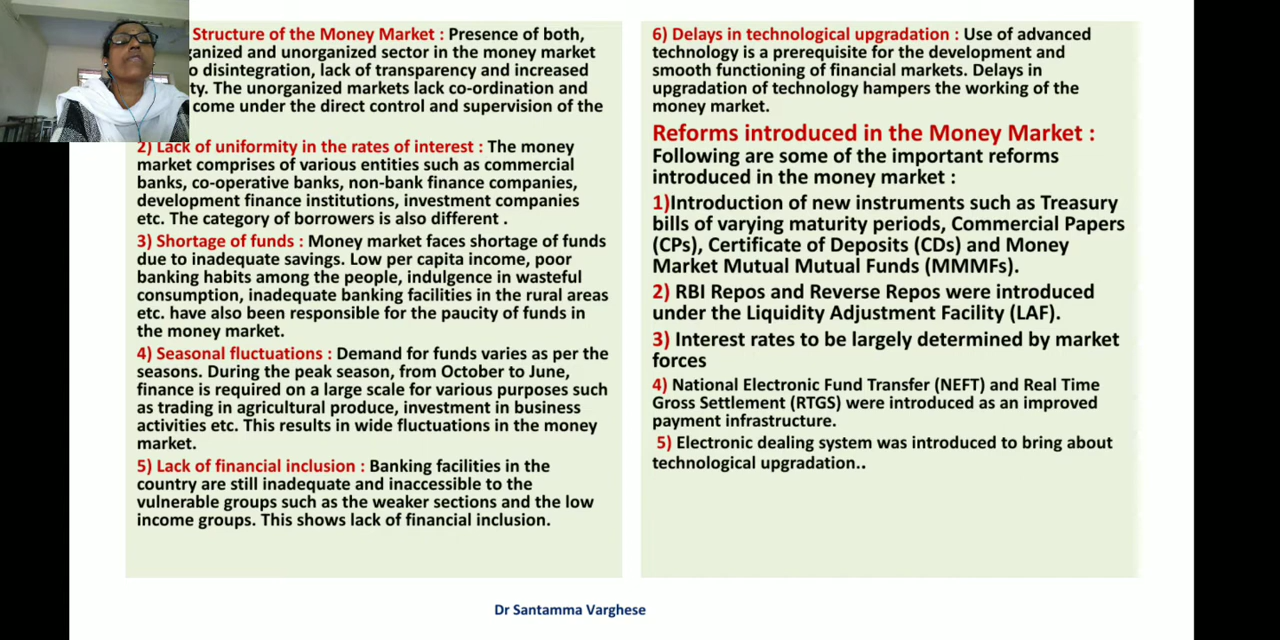 Structure of the Money Market : Presence of both,
ganized and unorganized sector in the money market
o disintegration, lack of transparency and increased
ty. The unorganized markets lack co-ordination and
come under the direct control and supervision of the
2) Lack of uniformity in the rates of interest : The money
market comprises of various entities such as commercial
banks, co-operative banks, non-bank finance companies,
development finance institutions, investment companies
etc. The category of borrowers is also different .
3) Shortage of funds : Money market faces shortage of funds
due to inadequate savings. Low per capita income, poor
banking habits among the people, indulgence in wasteful
consumption, inadequate banking facilities in the rural areas
etc. have also been responsible for the paucity of funds in
the money market.
4) Seasonal fluctuations : Demand for funds varies as per the
seasons. During the peak season, from October to June,
finance is required on a large scale for various purposes such
as trading in agricultural produce, investment in business
activities etc. This results in wide fluctuations in the money
market.
5) Lack of financial inclusion : Banking facilities in the
country are still inadequate and inaccessible to the
vulnerable groups such as the weaker sections and the low
income groups. This shows lack of financial inclusion.
6) Delays in technological upgradation : Use of advanced
technology is a prerequisite for the development and
smooth functioning of financial markets. Delays in
upgradation of technology hampers the working of the
money market.
Reforms introduced in the Money Market :
Following are some of the important reforms
introduced in the money market :
1)Introduction of new instruments such as Treasury
bills of varying maturity periods, Commercial Papers
(CPs), Certificate of Deposits (CDs) and Money
Market Mutual Mutual Funds (MMMFs).
2) RBI Repos and Reverse Repos were introduced
under the Liquidity Adjustment Facility (LAF).
3) Interest rates to be largely determined by market
forces
4) National Electronic Fund Transfer (NEFT) and Real Time
Gross Settlement (RTGS) were introduced as an improved
payment infrastructure.
5) Electronic dealing system was introduced to bring about
technological upgradation..
Dr Santamma Varghese